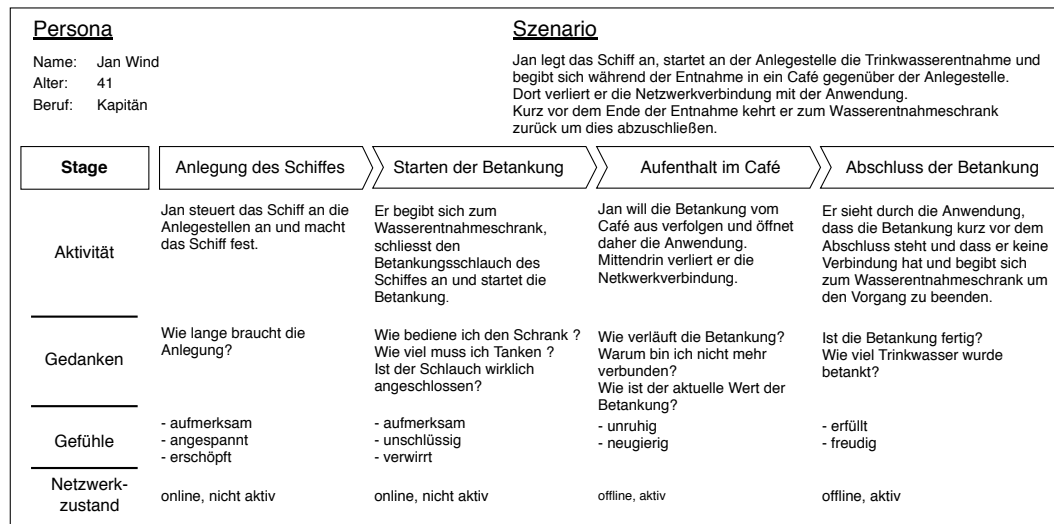 Persona
Name: Jan Wind
Alter: 41
Beruf: Kapitän
Szenario
Jan legt das Schiff an, startet an der Anlegestelle die Trinkwasserentnahme und
begibt sich während der Entnahme in ein Café gegenüber der Anlegestelle.
Dort verliert er die Netzwerkverbindung mit der Anwendung.
Kurz vor dem Ende der Entnahme kehrt er zum Wasserentnahmeschrank
zurück um dies abzuschließen.
Stage
Anlegung des Schiffes
Starten der Betankung
Aufenthalt im Café
Abschluss der Betankung
Aktivität
Jan steuert das Schiff an die
Anlegestellen an und macht
das Schiff fest.
Er begibt sich zum
Wasserentnahmeschrank,
schliesst den
Betankungsschlauch des
Schiffes an und startet die
Betankung.
Jan will die Betankung vom
Café aus verfolgen und öffnet
daher die Anwendung.
Mittendrin verliert er die
Netkwerkverbindung.
Er sieht durch die Anwendung,
dass die Betankung kurz vor dem
Abschluss steht und dass er keine
Verbindung hat und begibt sich
zum Wasserentnahmeschrank um
den Vorgang zu beenden.
Gedanken
Wie lange braucht die
Anlegung?
Wie bediene ich den Schrank ?
Wie viel muss ich Tanken ?
Ist der Schlauch wirklich
angeschlossen?
Wie verläuft die Betankung?
Warum bin ich nicht mehr
verbunden?
Wie ist der aktuelle Wert der
Betankung?
Ist die Betankung fertig?
Wie viel Trinkwasser wurde
betankt?
Gefühle
- aufmerksam
- angespannt
- erschöpft
- aufmerksam
- unschlüssig
- verwirrt
- unruhig
- neugierig
- erfüllt
- freudig
Netzwerk-
zustand
online, nicht aktiv
online, nicht aktiv
offline, aktiv
offline, aktiv